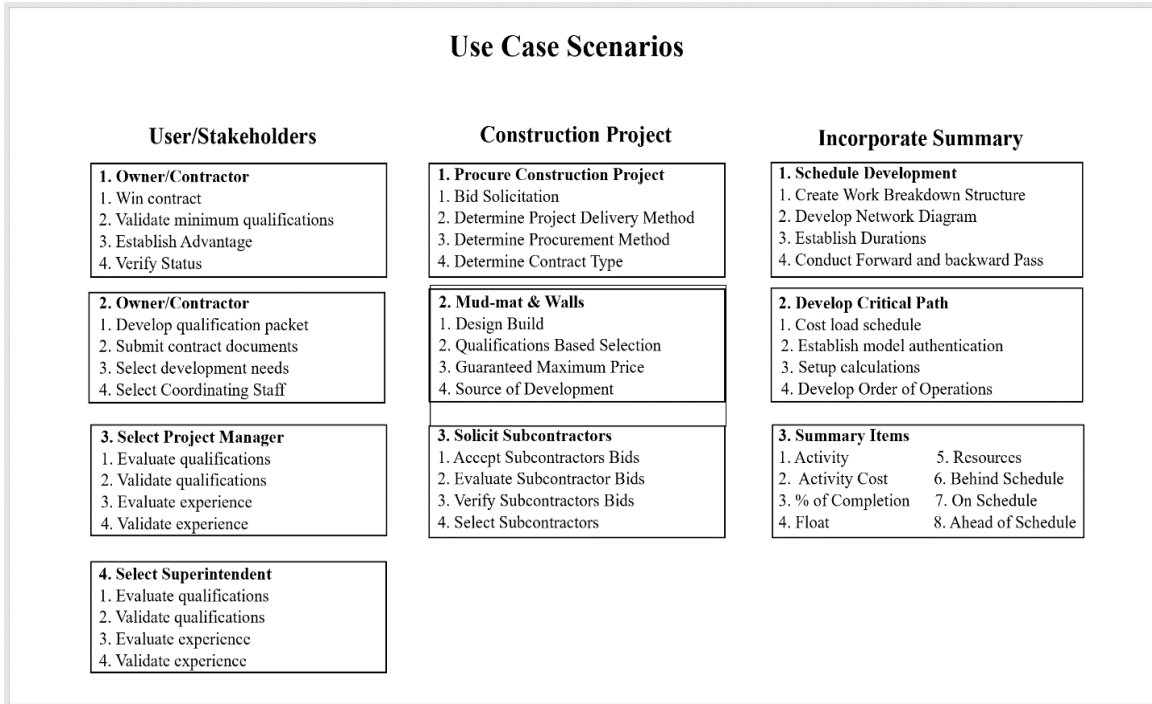 Use Case Scenarios
User/Stakeholders
1. Owner/Contractor
1. Win contract
2. Validate minimum qualifications
3. Establish Advantage
4. Verify Status
2. Owner/Contractor
1. Develop qualification packet
2. Submit contract documents
3. Select development needs
4. Select Coordinating Staff
3. Select Project Manager
1. Evaluate qualifications
2. Validate qualifications
3. Evaluate experience
4. Validate experience
4. Select Superintendent
1. Evaluate qualifications
2. Validate qualifications
3. Evaluate experience
4. Validate experience
Construction Project
1. Procure Construction Project
1. Bid Solicitation
2. Determine Project Delivery Method
3. Determine Procurement Method
4. Determine Contract Type
2. Mud-mat & Walls
1. Design Build
2. Qualifications Based Selection
3. Guaranteed Maximum Price
4. Source of Development
3. Solicit Subcontractors
1. Accept Subcontractors Bids
2. Evaluate Subcontractor Bids
3. Verify Subcontractors Bids
4. Select Subcontractors
Incorporate Summary
1. Schedule Development
1. Create Work Breakdown Structure
2. Develop Network Diagram
3. Establish Durations
4. Conduct Forward and backward Pass
2. Develop Critical Path
1. Cost load schedule
2. Establish model authentication
3. Setup calculations
4. Develop Order of Operations
3. Summary Items
1. Activity
2. Activity Cost
3. % of Completion
4. Float
5. Resources
6. Behind Schedule
7. On Schedule
8. Ahead of Schedule